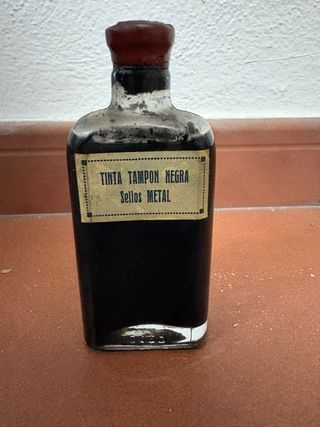 TINTA TAMPON NEGRA
Sellos METAL